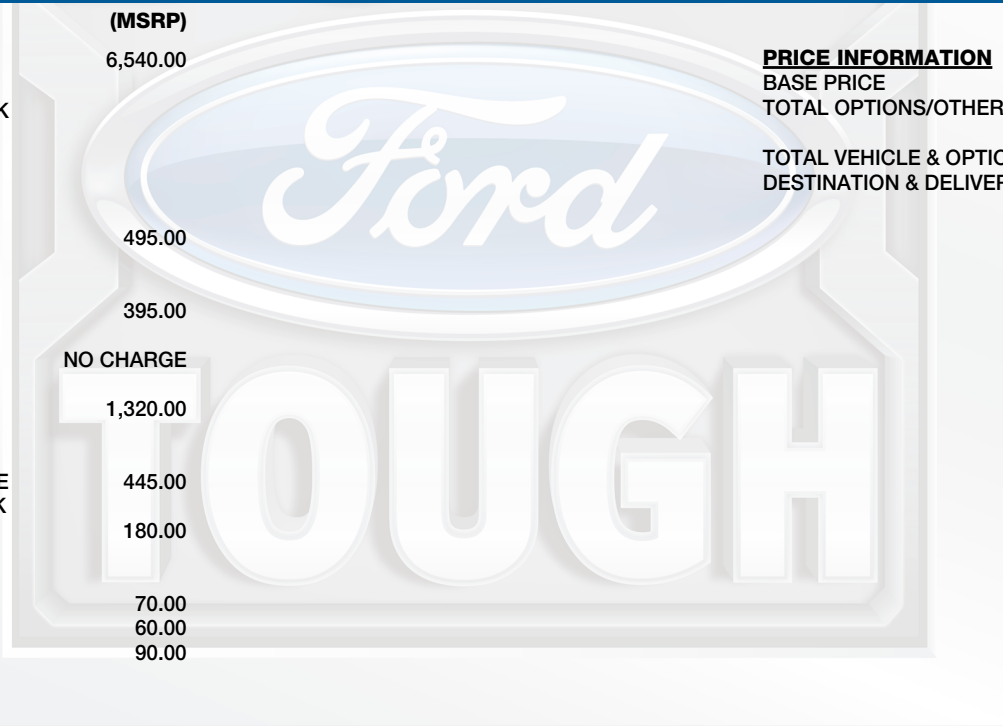 (MSRP)
6,540.00
K
495.00
395.00
NO CHARGE
1,320.00
E
445.00
K
180.00
70.00
60.00
90.00
PRICE INFORMATION
BASE PRICE
TOTAL OPTIONS/OTHER
TOTAL VEHICLE & OPTIO
DESTINATION & DELIVER
Ford
TOUGH